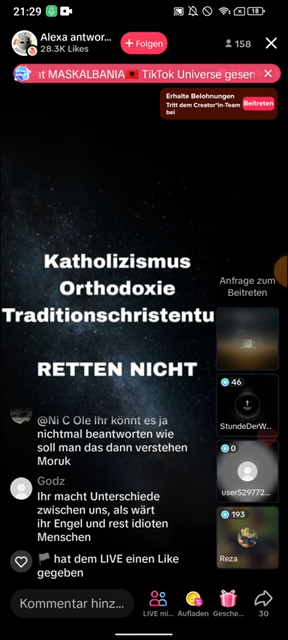 21:29
18
Alexa antwor...
28.3K Likes
+ Folgen
158
at MASKALBANIA🇦🇱 TikTok Universe geser
Erhalte Belohnungen
Tritt dem Creator*in-Team
bei
Beitreten
Katholizismus
Orthodoxie
Traditionschristentu
RETTEN NICHT
Anfrage zum
Beitreten
46
StundeDerW...
0
user529772...
193
Reza
@Ni C Ole Ihr könnt es ja
nichtmal beantworten wie
soll man das dann verstehen
Moruk
Godz
Ihr macht Unterschiede
zwischen uns, als wärt
ihr Engel und rest idioten
Menschen
hat dem LIVE einen Like
gegeben
Kommentar hinz...
LIVE mi...
Aufladen
Gesche...
30